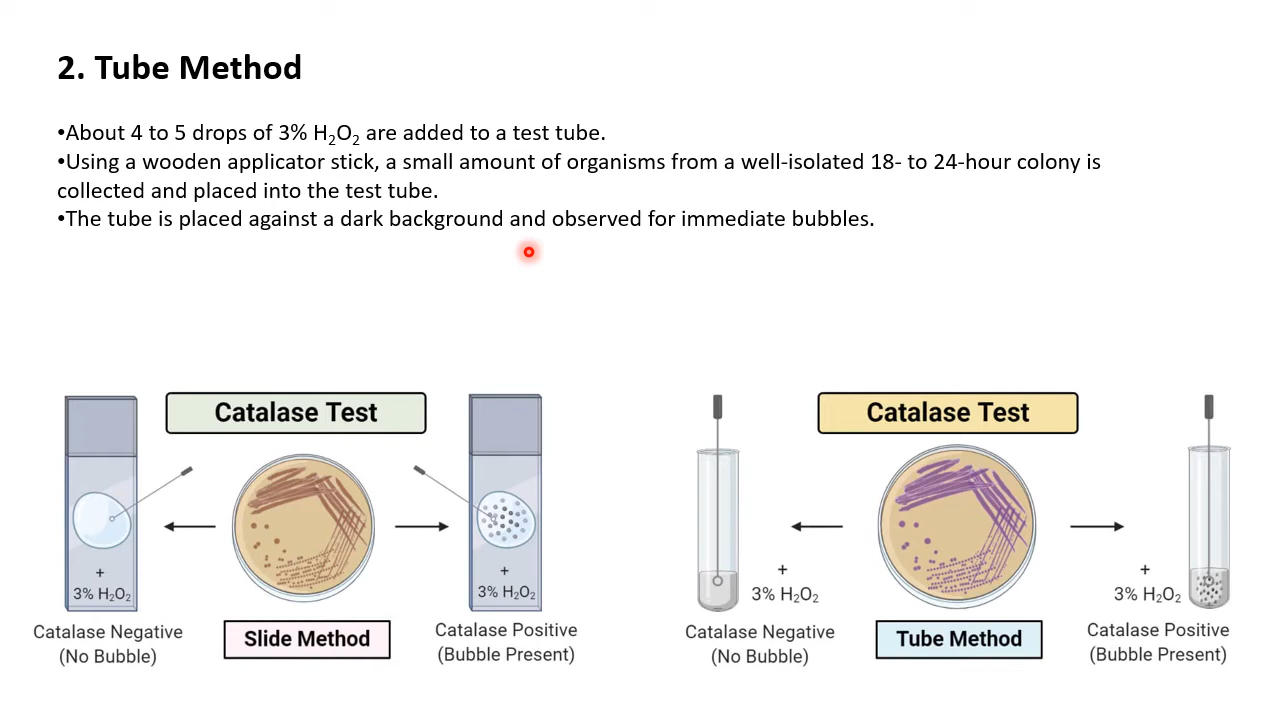 2. Tube Method
•About 4 to 5 drops of 3% H₂O₂ are added to a test tube.
•Using a wooden applicator stick, a small amount of organisms from a well-isolated 18- to 24-hour colony is
collected and placed into the test tube.
•The tube is placed against a dark background and observed for immediate bubbles.
Catalase Test
+
3% H₂O₂
+
3% H₂O₂
Catalase Negative
(No Bubble)
Slide Method
Catalase Positive
(Bubble Present)
Catalase Test
+
3% H₂O₂
+
3% H₂O₂
Catalase Negative
(No Bubble)
Tube Method
Catalase Positive
(Bubble Present)